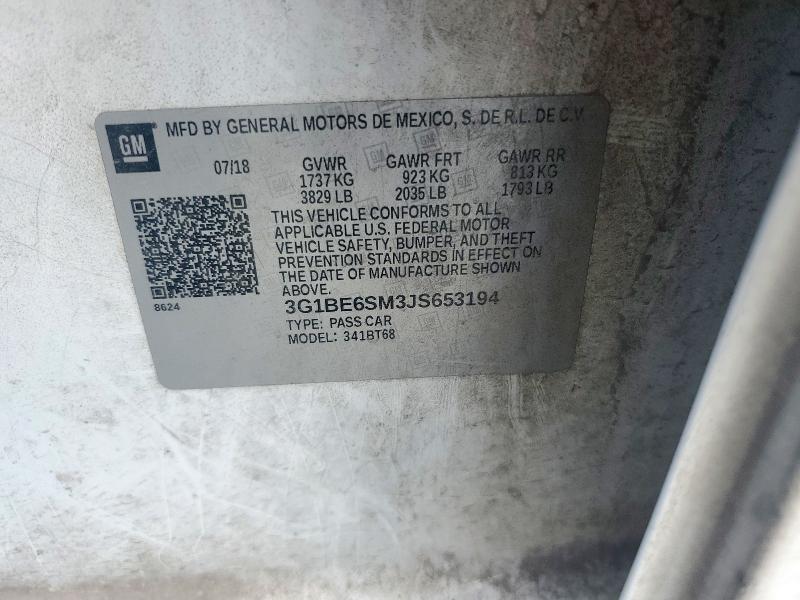 GM
MFD BY GENERAL MOTORS DE MEXICO, S. DE R.L. DE C.V.
07/18 GVWR GAWR FRT GAWR RR
1737 KG 923 KG 813 KG
3829 LB 2035 LB 1793 LB
THIS VEHICLE CONFORMS TO ALL
APPLICABLE U.S. FEDERAL MOTOR
VEHICLE SAFETY, BUMPER, AND THEFT
PREVENTION STANDARDS IN EFFECT ON
THE DATE OF MANUFACTURE SHOWN
ABOVE.
8624
3G1BE6SM3JS653194
TYPE: PASS CAR
MODEL: 341BT68